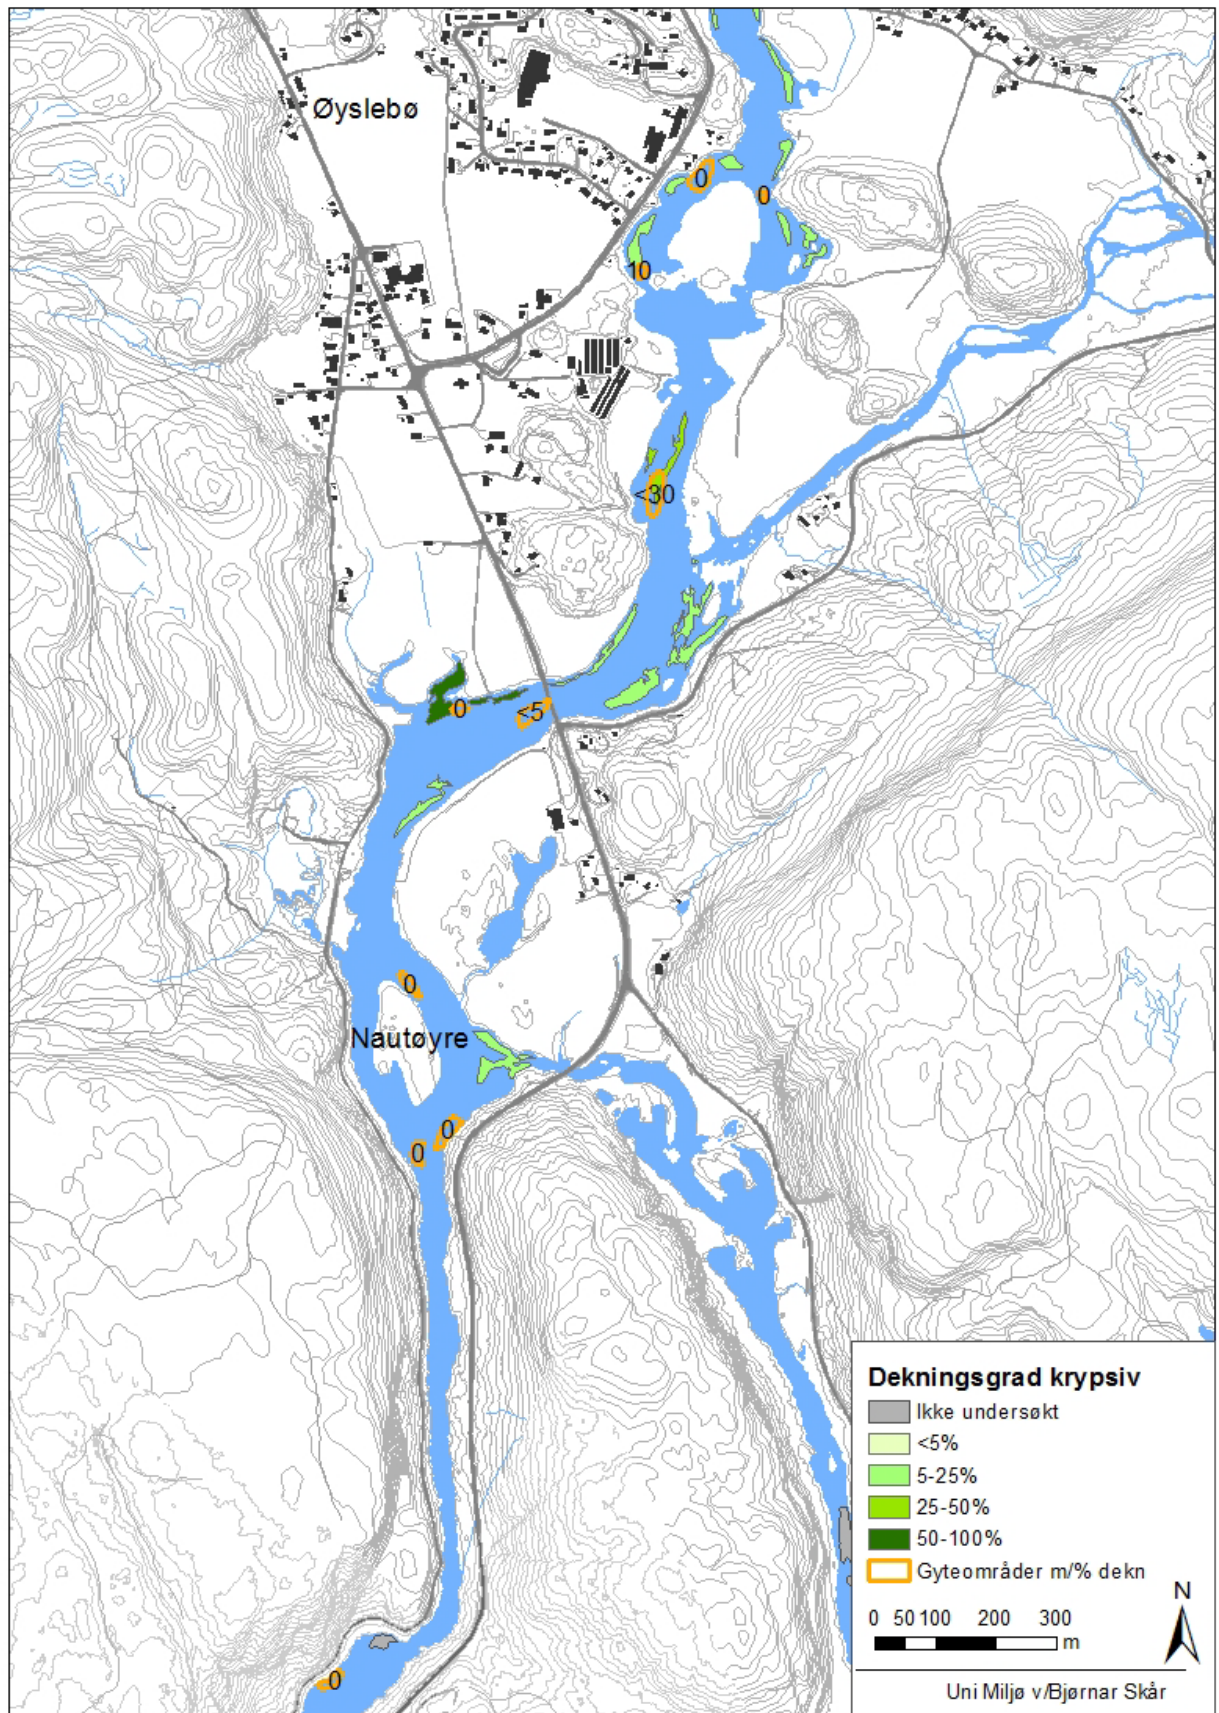 Øyslebø
0
0
10
<30
0
<5
0
Nautøyre
0
0
0
Dekningsgrad krypsiv
Ikke undersøkt
<5%
5-25%
25-50%
50-100%
Gyteområder m/% dekn
N
0 50 100 200 300
m
Uni Miljø v/Bjørnar Skår